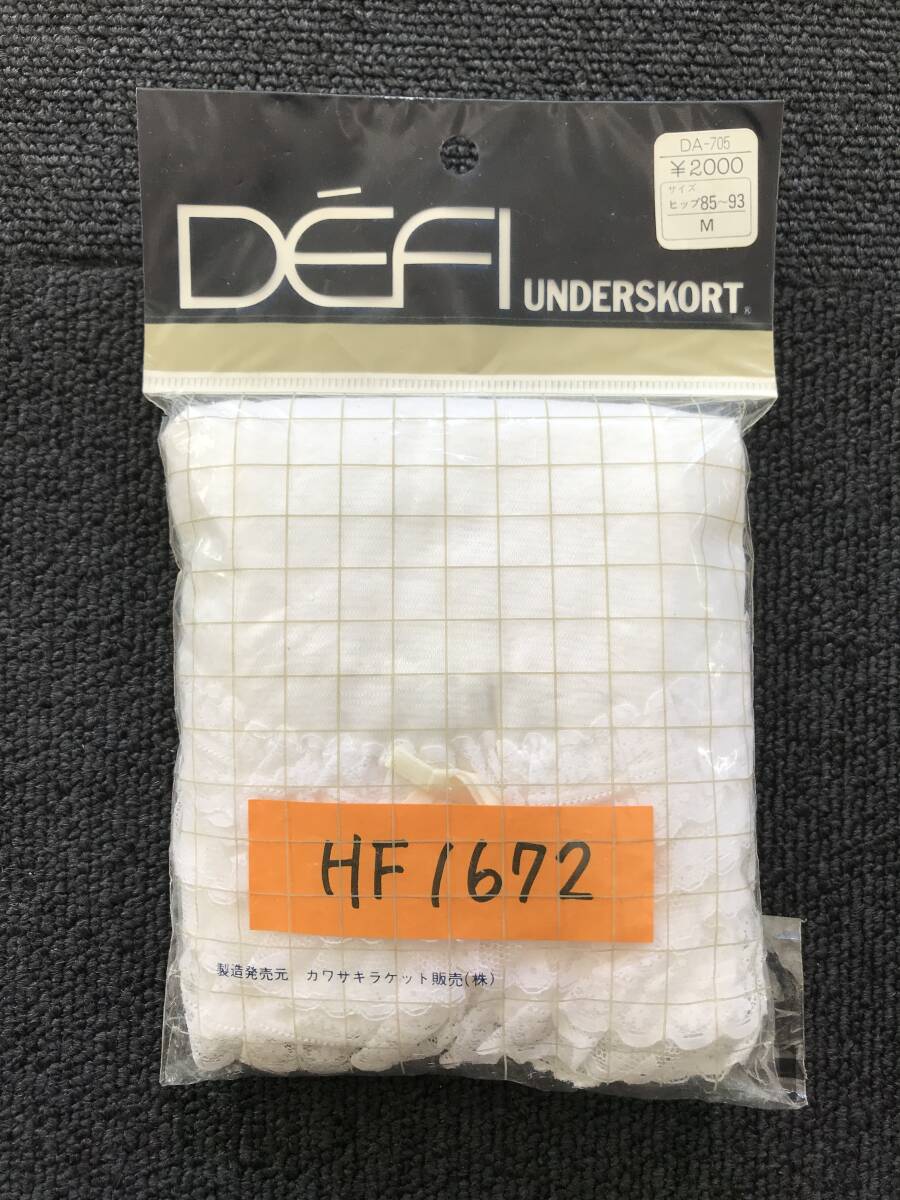 DA-705
¥2000
サイズ
ヒップ85~93
M
DÉFI UNDERSKORT®
HF1672
製造発売元 カワサキラケット販売(株)